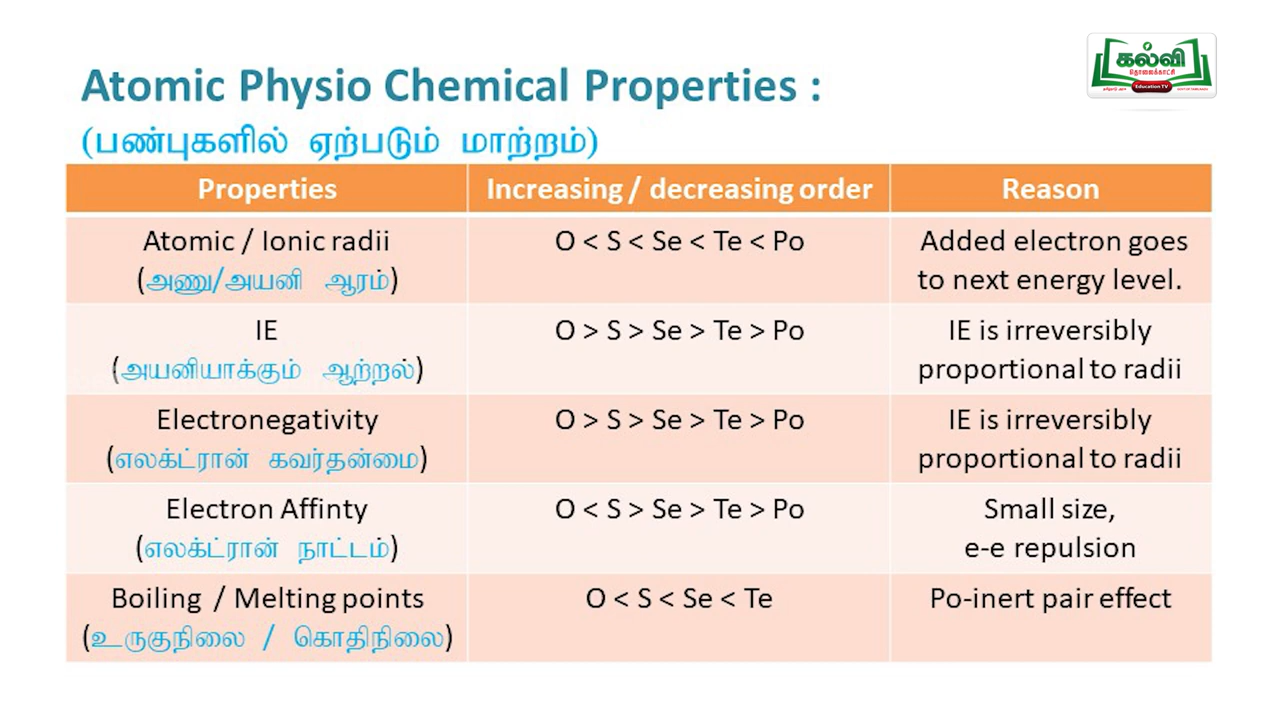 கல்வி
தொலைக்காட்சி
Education TV
Atomic Physio Chemical Properties :
(பண்புகளில் ஏற்படும் மாற்றம்)
Properties Increasing / decreasing order Reason
Atomic / Ionic radii O < S < Se < Te < Po Added electron goes
(அணு/அயனி ஆரம்) to next energy level.
IE O > S > Se > Te > Po IE is irreversibly
(அயனியாக்கும் ஆற்றல்) proportional to radii
Electronegativity O > S > Se > Te > Po IE is irreversibly
(எலக்ட்ரான் கவர்தன்மை) proportional to radii
Electron Affinty O < S > Se > Te > Po Small size,
(எலக்ட்ரான் நாட்டம்) e-e repulsion
Boiling / Melting points O < S < Se < Te Po-inert pair effect
(உருகுநிலை / கொதிநிலை)